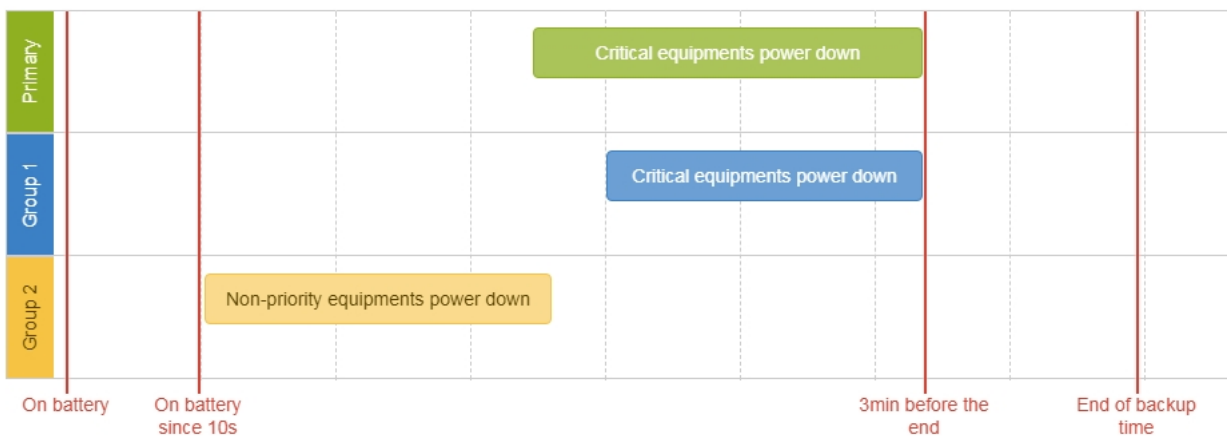 Primary
Critical equipments power down
Group 1
Critical equipments power down
Group 2
Non-priority equipments power down
On battery
On battery
since 10s
3min before the
end
End of backup
time